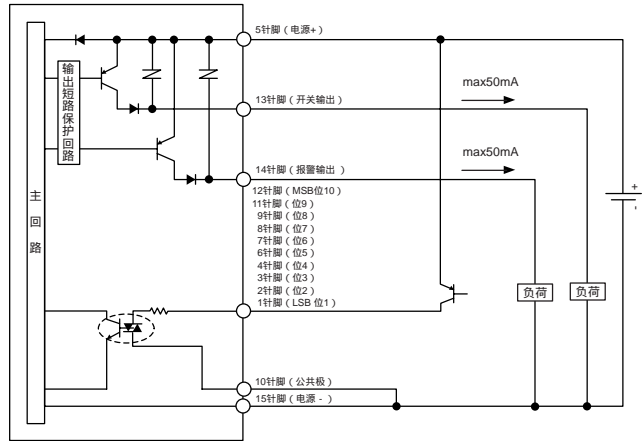 5针脚（电源+）
输出短路保护回路
13针脚（开关输出）
max50mA
14针脚（报警输出）
max50mA
12针脚（MSB位10）
11针脚（位9）
9针脚（位8）
8针脚（位7）
7针脚（位6）
6针脚（位5）
4针脚（位4）
3针脚（位3）
2针脚（位2）
1针脚（LSB 位1）
主回路
+
-
负荷
负荷
10针脚（公共极）
15针脚（电源 - ）